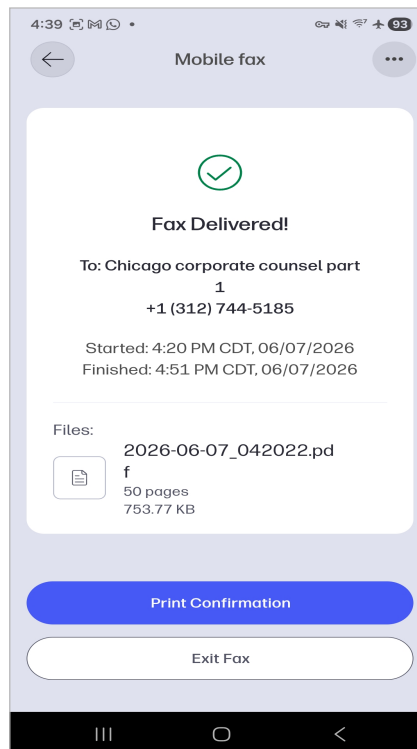 4:39
93
Mobile fax
Fax Delivered!
To: Chicago corporate counsel part
1
+1 (312) 744-5185
Started: 4:20 PM CDT, 06/07/2026
Finished: 4:51 PM CDT, 06/07/2026
Files:
2026-06-07_042022.pd
f
50 pages
753.77 KB
Print Confirmation
Exit Fax